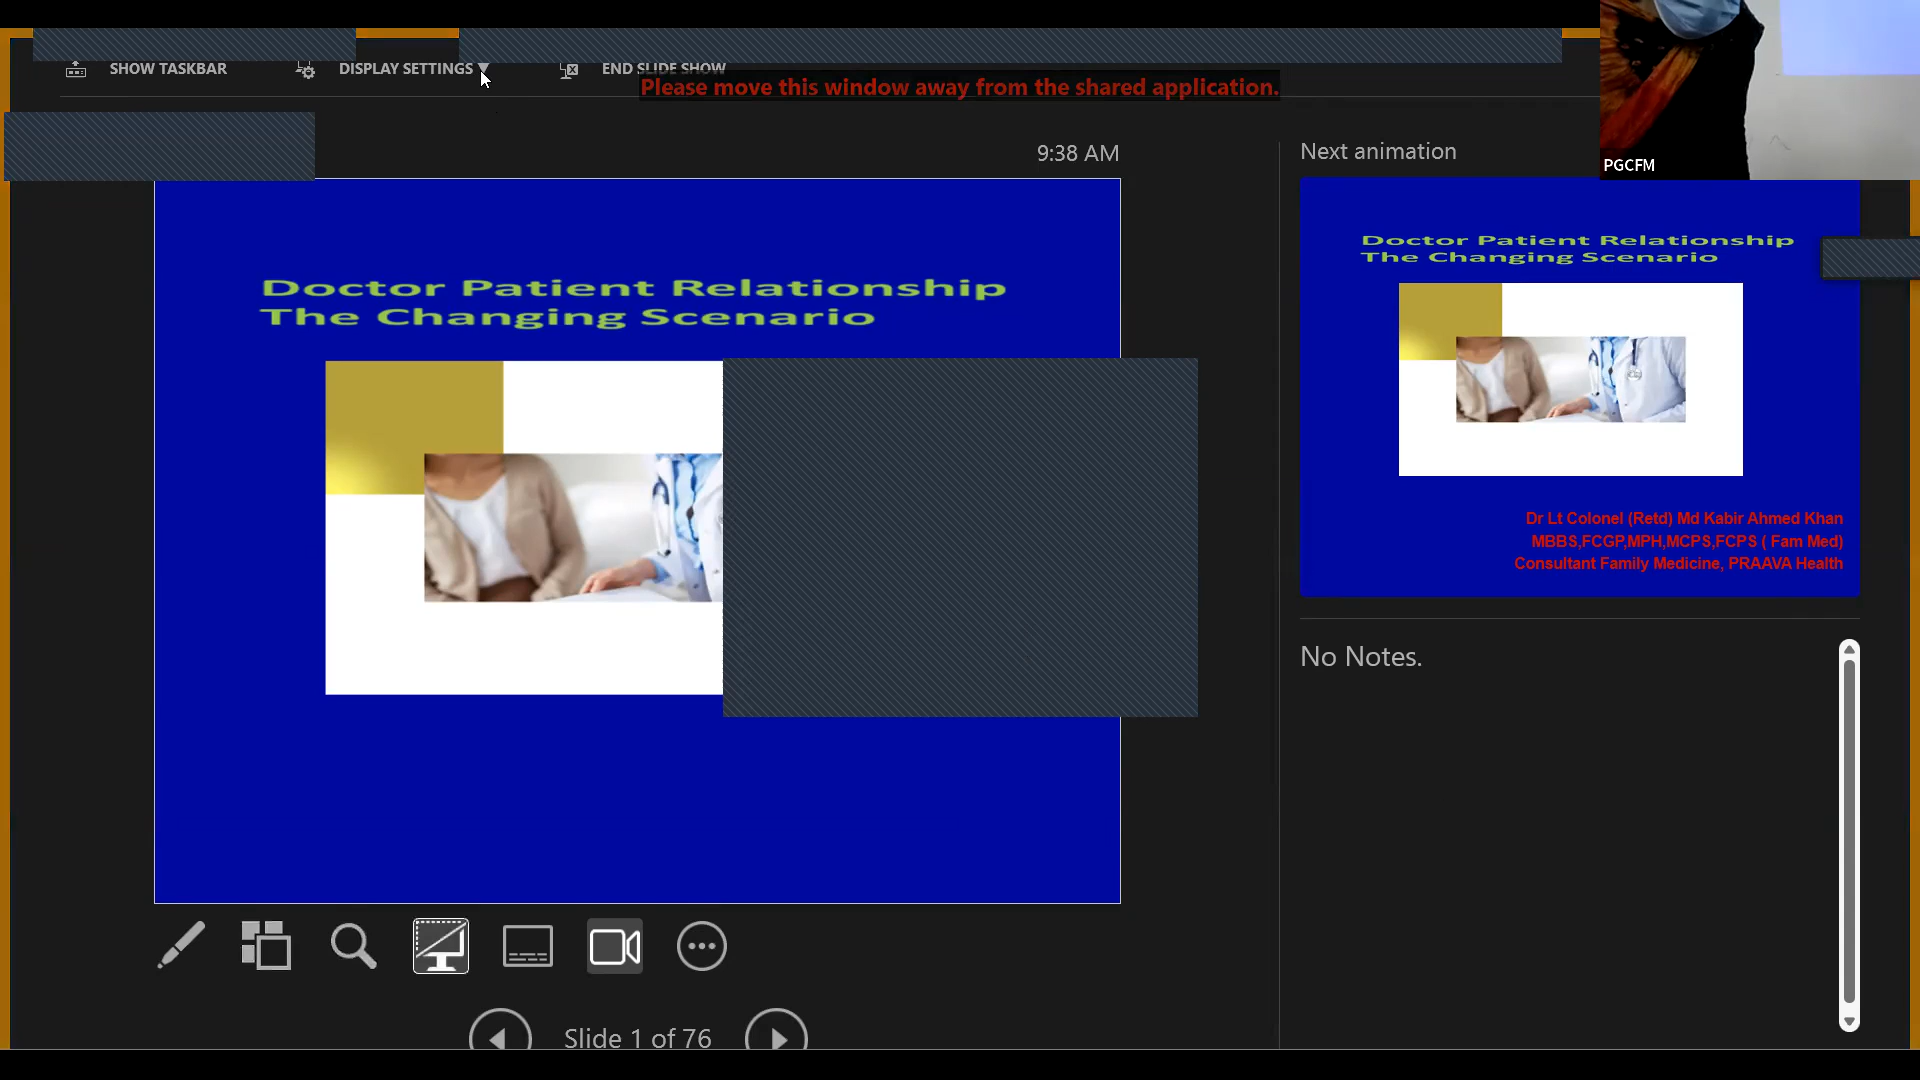 SHOW TASKBAR
DISPLAY SETTINGS
END SLIDE SHOW
Please move this window away from the shared application.
PGCFM
9:38 AM
Doctor Patient Relationship
The Changing Scenario
Next animation
Doctor Patient Relationship
The Changing Scenario
Dr Lt Colonel (Retd) Md Kabir Ahmed Khan
MBBS,FCGP,MPH,MCPS,FCPS ( Fam Med)
Consultant Family Medicine, PRAAVA Health
No Notes.
Slide 1 of 76